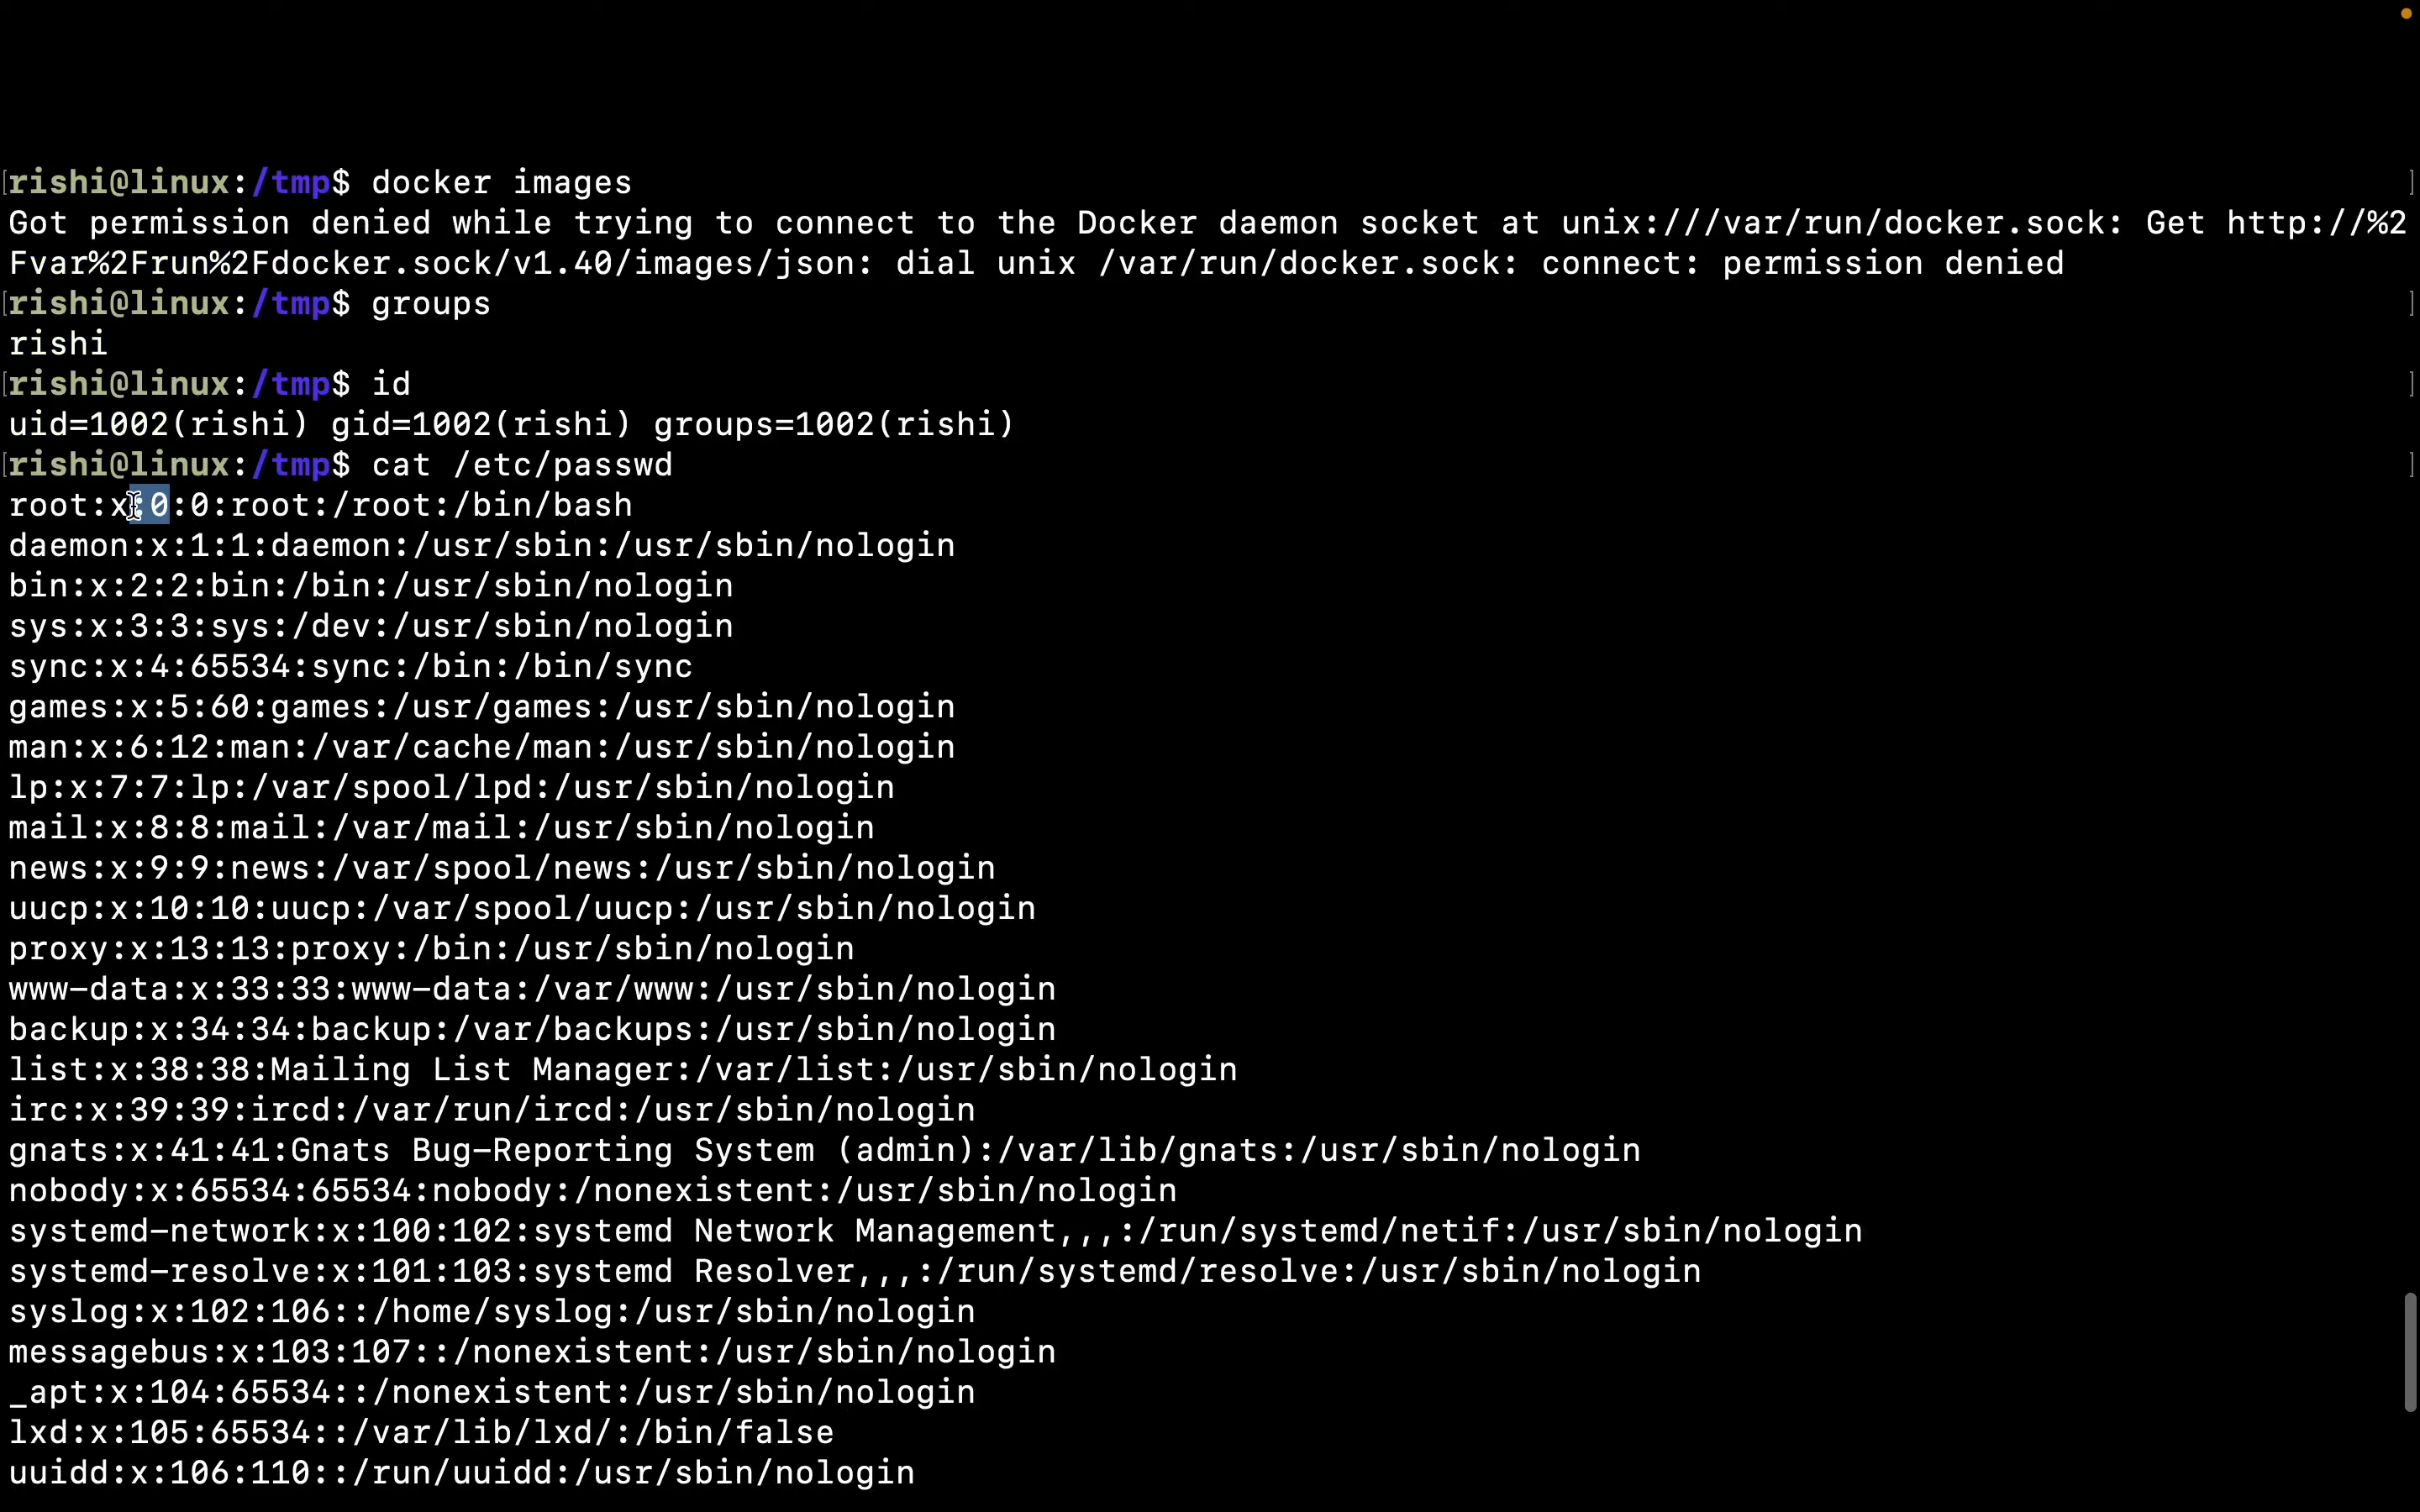 rishi@linux:/tmp$ docker images
Got permission denied while trying to connect to the Docker daemon socket at unix:///var/run/docker.sock: Get http://%2
Fvar%2Frun%2Fdocker.sock/v1.40/images/json: dial unix /var/run/docker.sock: connect: permission denied
rishi@linux:/tmp$ groups
rishi
rishi@linux:/tmp$ id
uid=1002(rishi) gid=1002(rishi) groups=1002(rishi)
rishi@linux:/tmp$ cat /etc/passwd
root:x:0:0:root:/root:/bin/bash
daemon:x:1:1:daemon:/usr/sbin:/usr/sbin/nologin
bin:x:2:2:bin:/bin:/usr/sbin/nologin
sys:x:3:3:sys:/dev:/usr/sbin/nologin
sync:x:4:65534:sync:/bin:/bin/sync
games:x:5:60:games:/usr/games:/usr/sbin/nologin
man:x:6:12:man:/var/cache/man:/usr/sbin/nologin
lp:x:7:7:lp:/var/spool/lpd:/usr/sbin/nologin
mail:x:8:8:mail:/var/mail:/usr/sbin/nologin
news:x:9:9:news:/var/spool/news:/usr/sbin/nologin
uucp:x:10:10:uucp:/var/spool/uucp:/usr/sbin/nologin
proxy:x:13:13:proxy:/bin:/usr/sbin/nologin
www-data:x:33:33:www-data:/var/www:/usr/sbin/nologin
backup:x:34:34:backup:/var/backups:/usr/sbin/nologin
list:x:38:38:Mailing List Manager:/var/list:/usr/sbin/nologin
irc:x:39:39:ircd:/var/run/ircd:/usr/sbin/nologin
gnats:x:41:41:Gnats Bug-Reporting System (admin):/var/lib/gnats:/usr/sbin/nologin
nobody:x:65534:65534:nobody:/nonexistent:/usr/sbin/nologin
systemd-network:x:100:102:systemd Network Management,,,:/run/systemd/netif:/usr/sbin/nologin
systemd-resolve:x:101:103:systemd Resolver,,,:/run/systemd/resolve:/usr/sbin/nologin
syslog:x:102:106::/home/syslog:/usr/sbin/nologin
messagebus:x:103:107::/nonexistent:/usr/sbin/nologin
_apt:x:104:65534::/nonexistent:/usr/sbin/nologin
lxd:x:105:65534::/var/lib/lxd/:/bin/false
uuidd:x:106:110::/run/uuidd:/usr/sbin/nologin